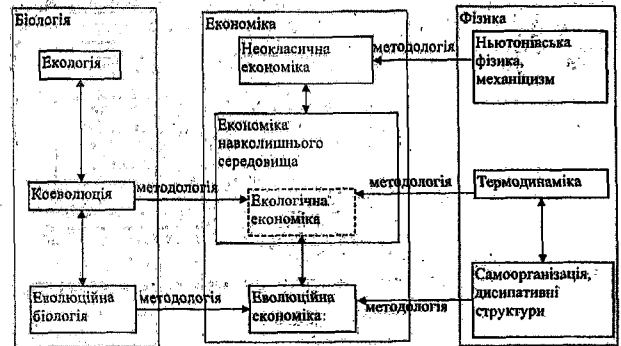 Біологія
Екологія
Коеволюція
Еволюційна
біологія
методологія
методологія
Економіка
Неокласична
економіка
Економіка
навколишнього
середовища
Екологічна
економіка
Еволюційна
економіка:
методологія
методологія
методологія
Фізика
Ньютонівська
фізика,
механіцизм
Термодинаміка
Самоорганізація,
дисипативні
структури